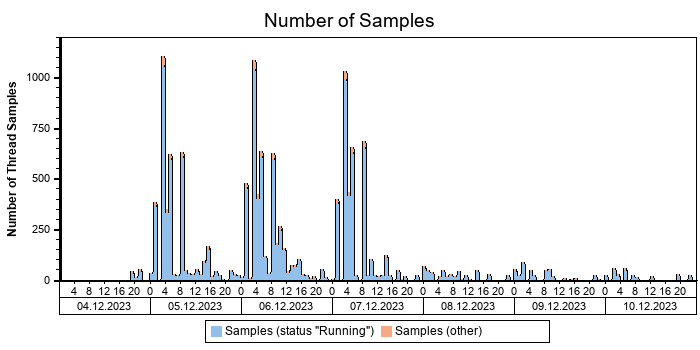 Number of Samples
Number of Thread Samples
1000
750
500
250
0
4 8 12 16 20 0 4 8 12 16 20 0 4 8 12 16 20 0 4 8 12 16 20 0 4 8 12 16 20 0 4 8 12 16 20 0 4 8 12 16 20
04.12.2023 05.12.2023 06.12.2023 07.12.2023 08.12.2023 09.12.2023 10.12.2023
Samples (status "Running") Samples (other)